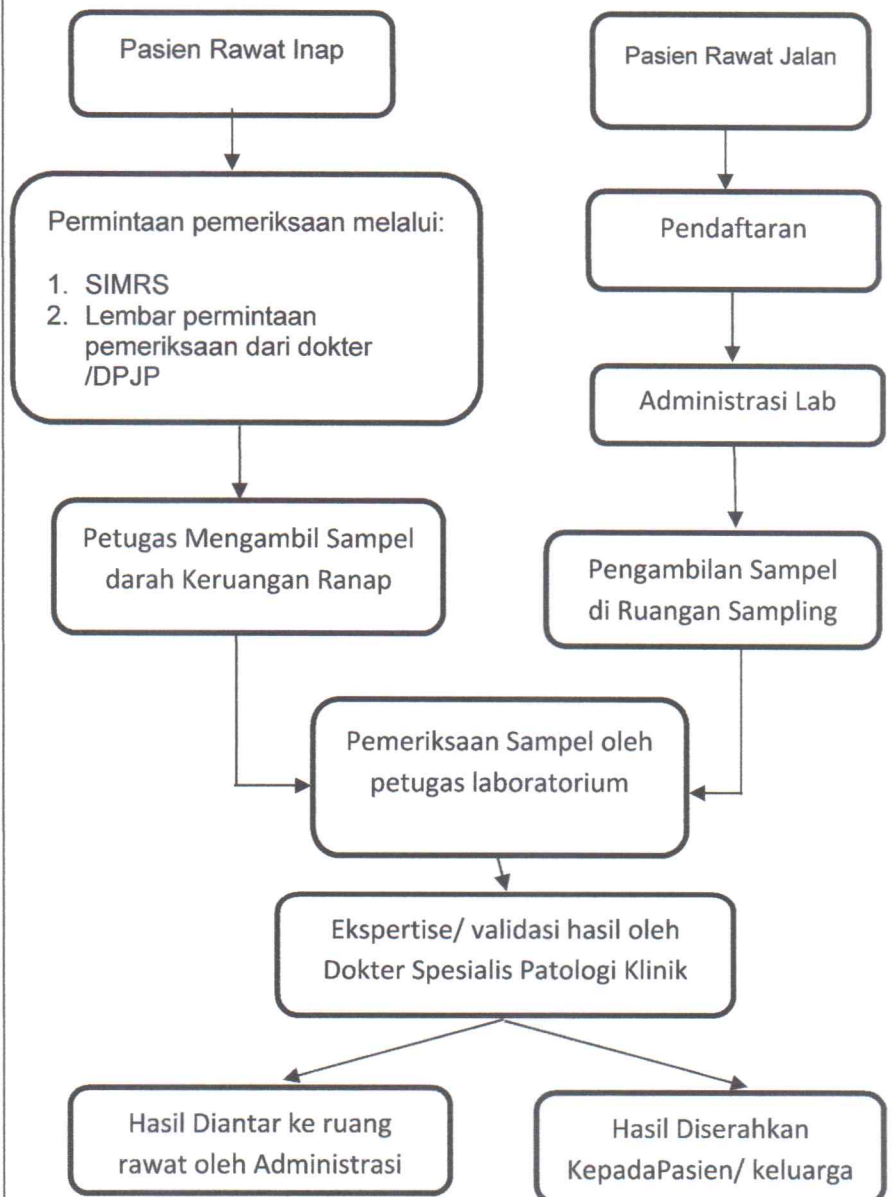 Pasien Rawat Inap
Pasien Rawat Jalan
Permintaan pemeriksaan melalui:
1. SIMRS
2. Lembar permintaan
pemeriksaan dari dokter
/DPJP
Pendaftaran
Administrasi Lab
Petugas Mengambil Sampel
darah Keruangan Ranap
Pengambilan Sampel
di Ruangan Sampling
Pemeriksaan Sampel oleh
petugas laboratorium
Ekspertise/ validasi hasil oleh
Dokter Spesialis Patologi Klinik
Hasil Diantar ke ruang
rawat oleh Administrasi
Hasil Diserahkan
KepadaPasien/ keluarga